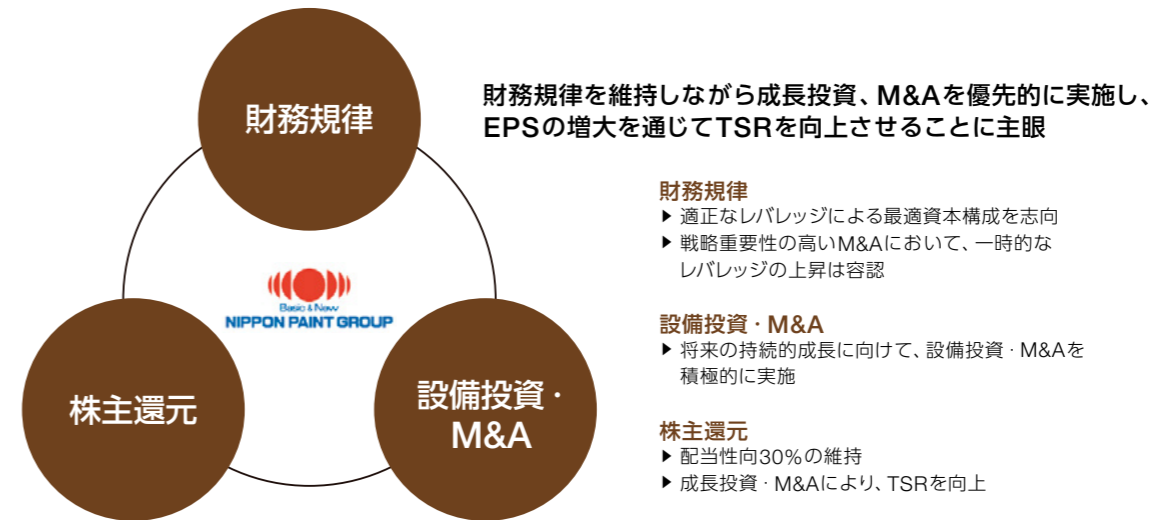 財務規律
株主還元
設備投資・
M&A
Basic & New
NIPPON PAINT GROUP
財務規律を維持しながら成長投資、M&Aを優先的に実施し、
EPSの増大を通じてTSRを向上させることに主眼
財務規律
▶ 適正なレバレッジによる最適資本構成を志向
▶ 戦略重要性の高いM&Aにおいて、一時的な
レバレッジの上昇は容認
設備投資・M&A
▶ 将来の持続的成長に向けて、設備投資・M&Aを
積極的に実施
株主還元
▶ 配当性向30%の維持
▶ 成長投資・M&Aにより、TSRを向上